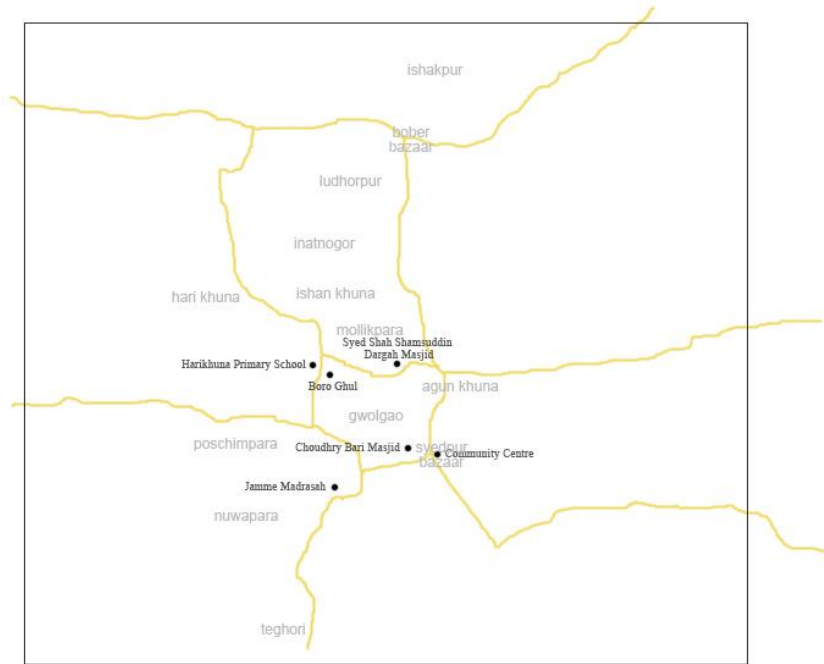 ishakpur
bober
bazaar
ludhorpur
inatnogor
hari khuna
ishan khuna
mollikpara
Syed Shah Shamsuddin
Dargah Masjid
Harikhuna Primary School
Boro Ghul
agun khuna
gwolgao
poschimpara
Choudhry Bari Masjid
syedpur
bazaar
Community Centre
Jamme Madrasah
nuwapara
teghori